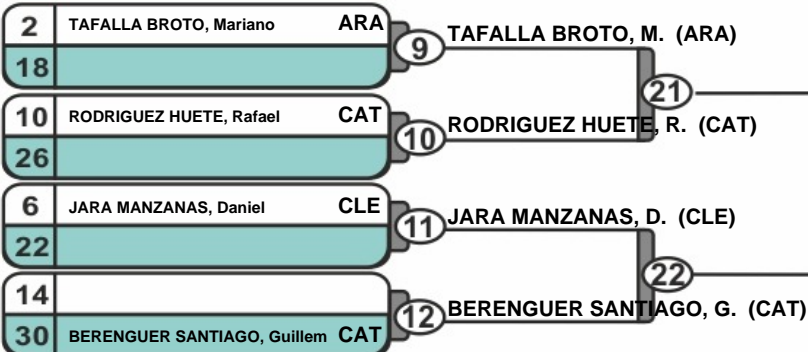 2 TAFALLA BROTO, Mariano ARA
18
9 TAFALLA BROTO, M. (ARA)
21
10 RODRIGUEZ HUETE, Rafael CAT
26
10 RODRIGUEZ HUETE, R. (CAT)
6 JARA MANZANAS, Daniel CLE
22
11 JARA MANZANAS, D. (CLE)
22
14
30 BERENGUER SANTIAGO, Guillem CAT
12 BERENGUER SANTIAGO, G. (CAT)